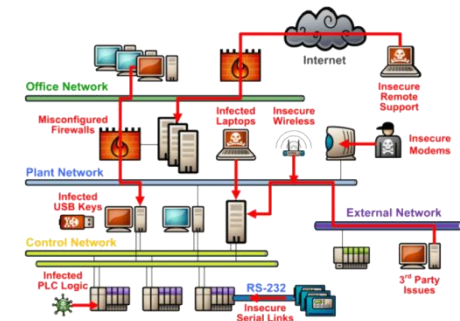 Internet
Office Network
Insecure
Remote
Support
Misconfigured
Firewalls
Infected
Laptops
Insecure
Wireless
Insecure
Modems
Plant Network
Infected
USB Keys
External Network
Control Network
Infected
PLC Logic
RS-232
Insecure
Serial Links
3rd Party
Issues